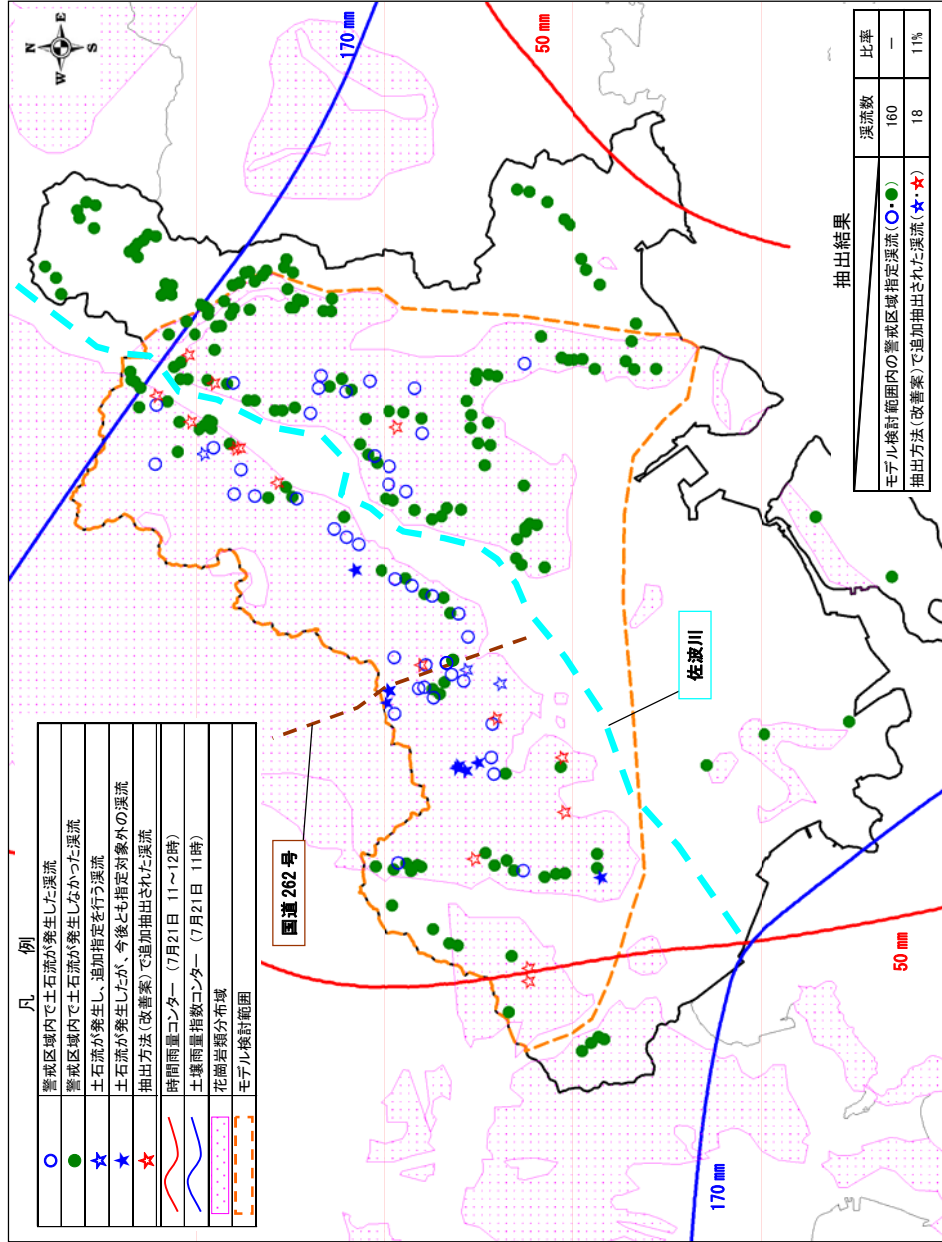 凡 例
警戒区域内で土石流が発生した渓流
警戒区域内で土石流が発生しなかった渓流
土石流が発生し、追加指定を行う渓流
土石流が発生したが、今後とも指定対象外の渓流
抽出方法(改善案)で追加抽出された渓流
時間雨量コンター (7月21日 11~12時)
土壌雨量指数コンター (7月21日 11時)
花崗岩類分布域
モデル検討範囲
国道 262 号
佐波川
170 mm
50 mm
170 mm
50 mm
N
E
S
W
抽出結果
渓流数 比率
モデル検討範囲内の警戒区域指定渓流(○・●) 160 －
抽出方法(改善案)で追加抽出された渓流(★・☆) 18 11%